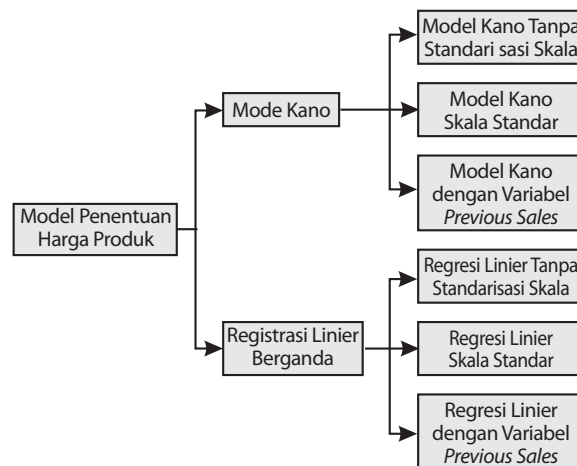 Model Kano Tanpa
Standari sasi Skala
Mode Kano
Model Kano
Skala Standar
Model Kano
dengan Variabel
Previous Sales
Model Penentuan
Harga Produk
Regresi Linier Tanpa
Standarisasi Skala
Registrasi Linier
Berganda
Regresi Linier
Skala Standar
Regresi Linier
dengan Variabel
Previous Sales